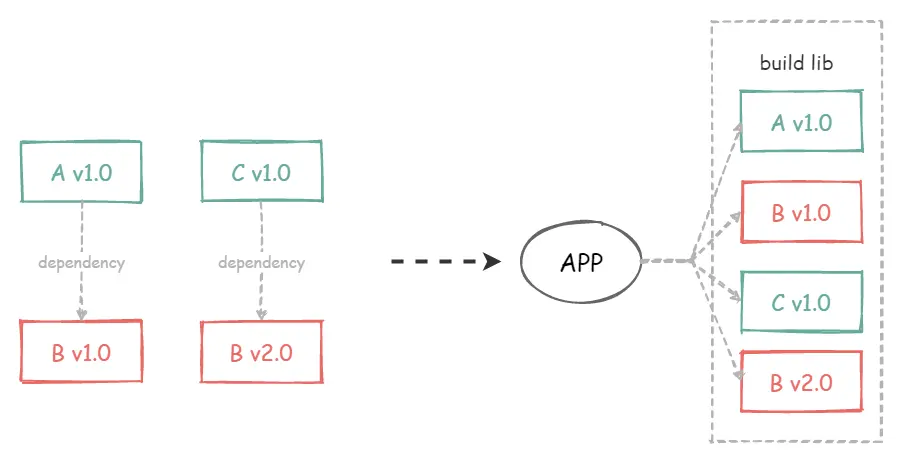 A v1.0
C v1.0
dependency
dependency
B v1.0
B v2.0
APP
build lib
A v1.0
B v1.0
C v1.0
B v2.0